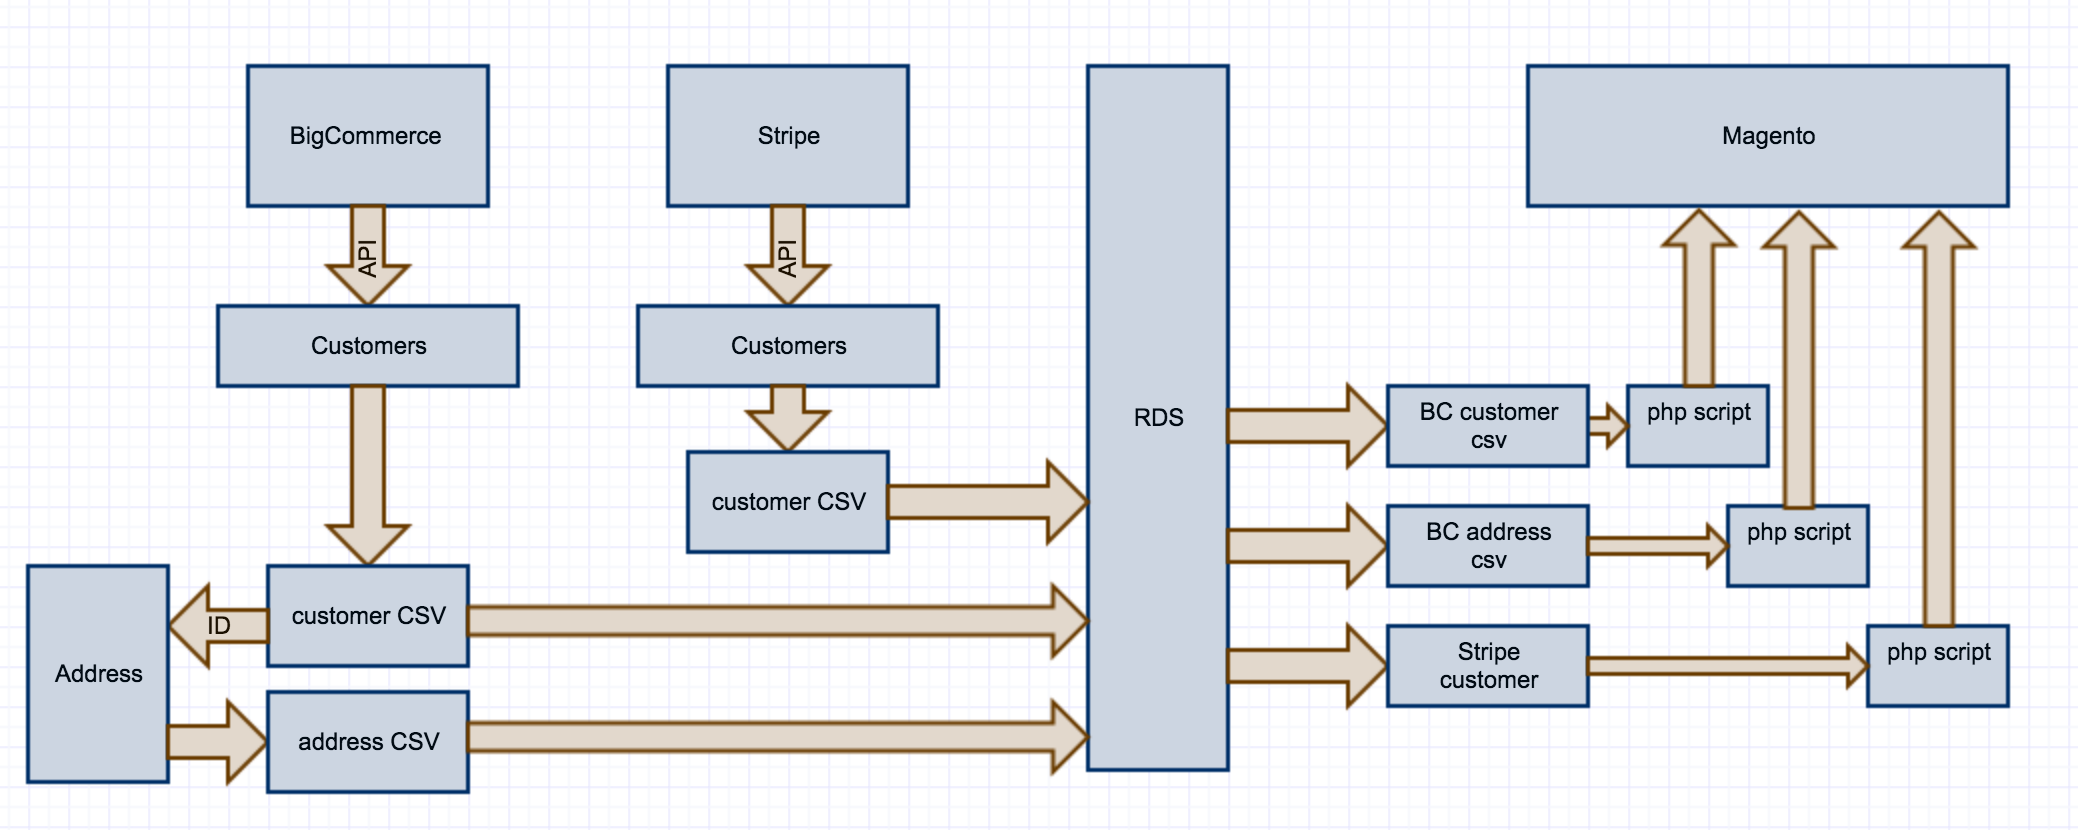 BigCommerce
Stripe
Magento
API
API
Customers
Customers
RDS
BC customer
csv
php script
customer CSV
BC address
csv
php script
customer CSV
ID
Address
Stripe
customer
php script
address CSV